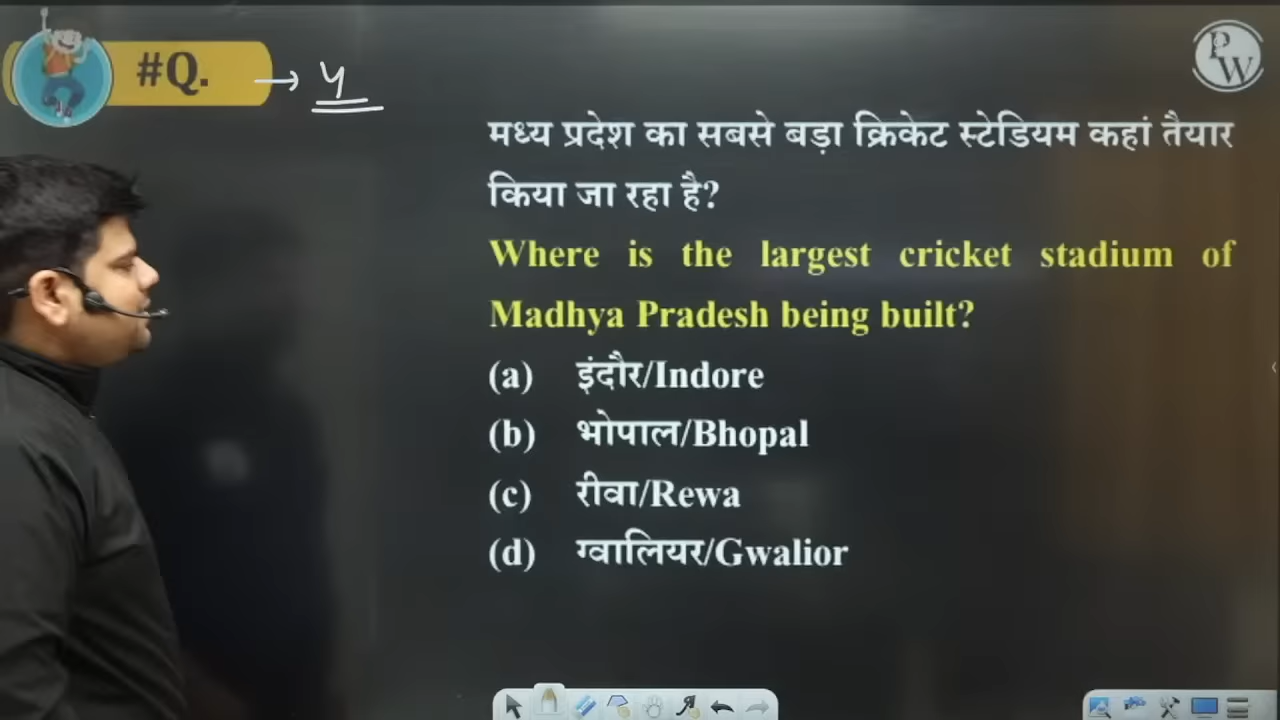 #Q. → 4
PW
मध्य प्रदेश का सबसे बड़ा क्रिकेट स्टेडियम कहां तैयार
किया जा रहा है?
Where is the largest cricket stadium of
Madhya Pradesh being built?
(a) इंदौर/Indore
(b) भोपाल/Bhopal
(c) रीवा/Rewa
(d) ग्वालियर/Gwalior